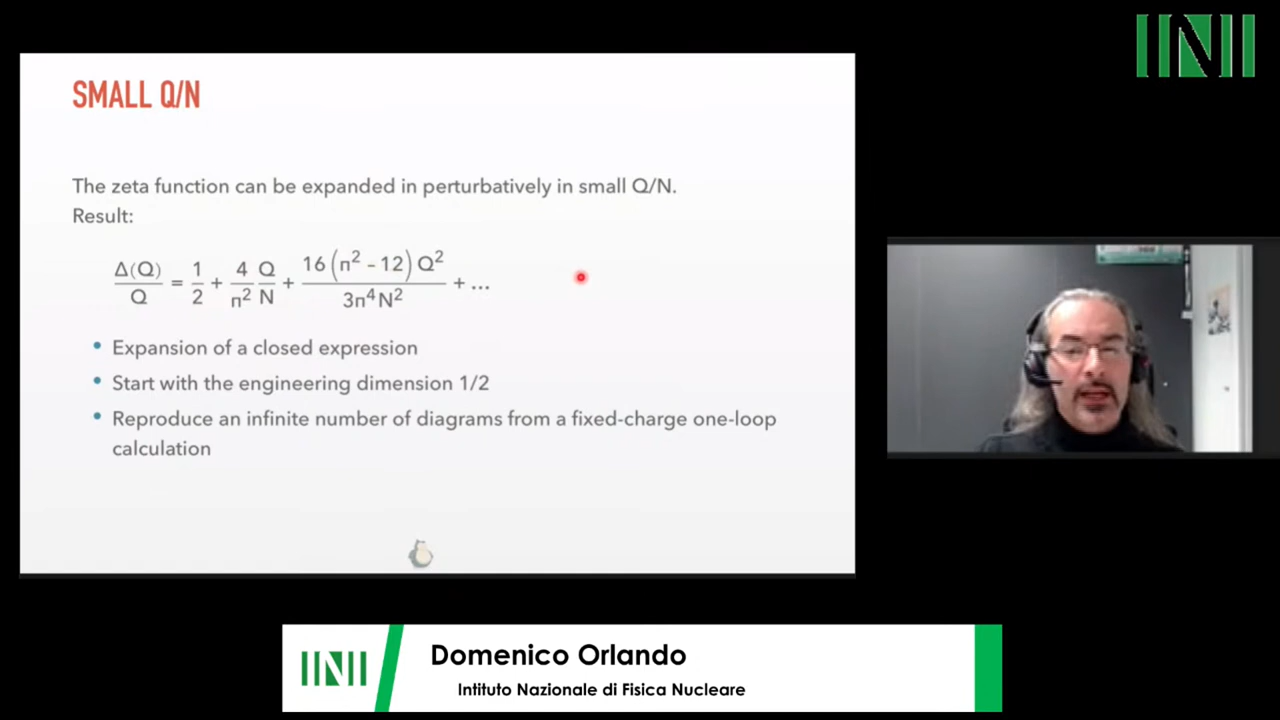 INI
SMALL Q/N
The zeta function can be expanded in perturbatively in small Q/N.
Result:
Δ(Q)/Q = 1/2 + 4/π² Q/N + 16(π² - 12)Q²/3π⁴N² + ...
• Expansion of a closed expression
• Start with the engineering dimension 1/2
• Reproduce an infinite number of diagrams from a fixed-charge one-loop
calculation
INI
Domenico Orlando
Intituto Nazionale di Fisica Nucleare